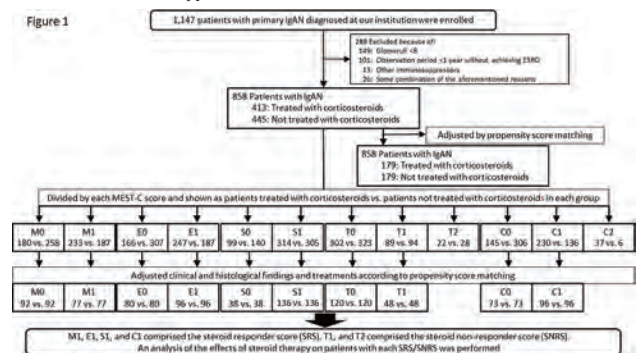 Figure 1
1,147 patients with primary IgAN diagnosed at our institution were enrolled
289 Excluded because of:
149: Glomeruli <8
101: Observation period <1 year without achieving ESRD
13: Other immunosuppressors
26: Some combination of the aforementioned reasons
858 Patients with IgAN
413: Treated with corticosteroids
445: Not treated with corticosteroids
Adjusted by propensity score matching
858 Patients with IgAN
179: Treated with corticosteroids
179: Not treated with corticosteroids
Divided by each MEST-C score and shown as patients treated with corticosteroids vs. patients not treated with corticosteroids in each group
M0 M1 E0 E1 S0 S1 T0 T1 T2 C0 C1 C2
180 vs. 258 233 vs. 187 166 vs. 307 247 vs. 187 99 vs. 140 314 vs. 305 302 vs. 323 89 vs. 94 22 vs. 28 145 vs. 306 230 vs. 136 37 vs. 6
Adjusted clinical and histological findings and treatments according to propensity score matching
M0 M1 E0 E1 S0 S1 T0 T1 C0 C1
92 vs. 92 77 vs. 77 80 vs. 80 96 vs. 96 38 vs. 38 136 vs. 136 120 vs. 120 48 vs. 48 73 vs. 73 96 vs. 96
M1, E1, S1, and C1 comprised the steroid responder score (SRS), T1, and T2 comprised the steroid non-responder score (SNRS).
An analysis of the effects of steroid therapy on patients with each SRS/SNRS was performed